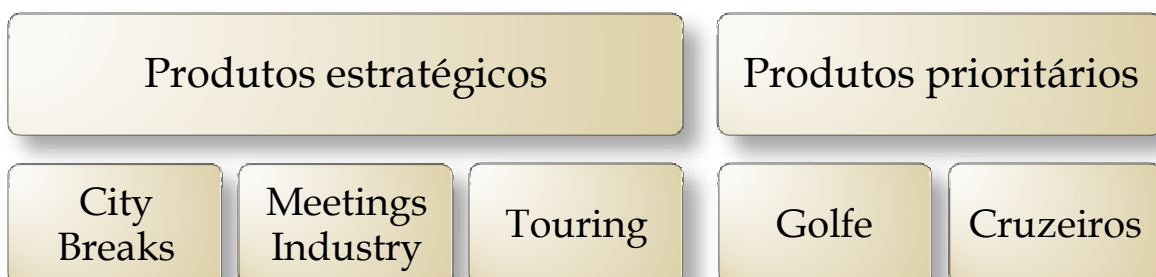 Produtos estratégicos
Produtos prioritários
City
Breaks
Meetings
Industry
Touring
Golfe
Cruzeiros